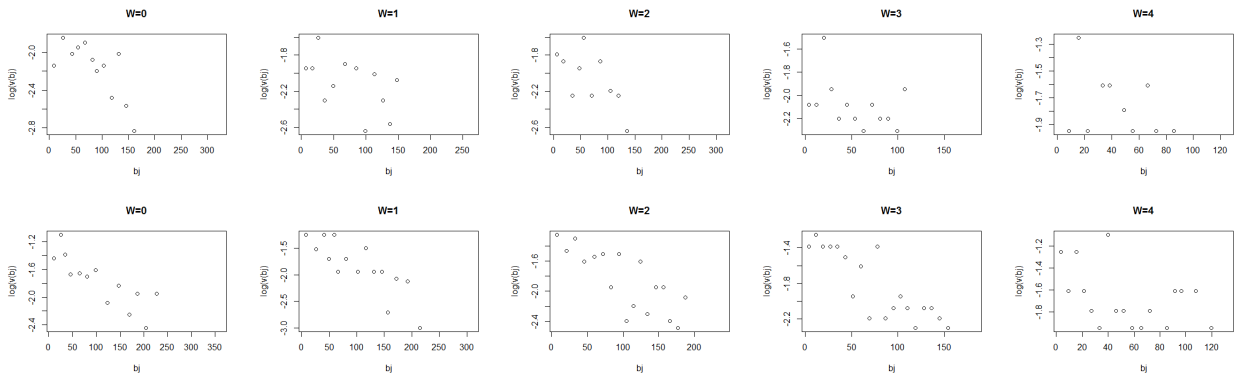 W=0 W=1 W=2 W=3 W=4
log(v(bj)) -2.8 -2.4 -2.0 log(v(bj)) -2.6 -2.2 -1.8 log(v(bj)) -2.6 -2.2 -1.8 log(v(bj)) -2.2 -2.0 -1.8 -1.6 log(v(bj)) -1.9 -1.7 -1.5 -1.3
0 50 100 150 200 250 300 0 50 100 150 200 250 0 50 100 150 200 250 300 0 50 100 150 0 20 40 60 80 100 120
bj bj bj bj bj
W=0 W=1 W=2 W=3 W=4
log(v(bj)) -2.4 -2.0 -1.6 -1.2 log(v(bj)) -3.0 -2.5 -2.0 -1.5 log(v(bj)) -2.4 -2.0 -1.6 log(v(bj)) -2.2 -1.8 -1.4 log(v(bj)) -1.8 -1.6 -1.4 -1.2
0 50 100 150 200 250 300 350 0 50 100 150 200 250 0 50 100 150 200 0 50 100 150 0 20 40 60 80 100 120
bj bj bj bj bj